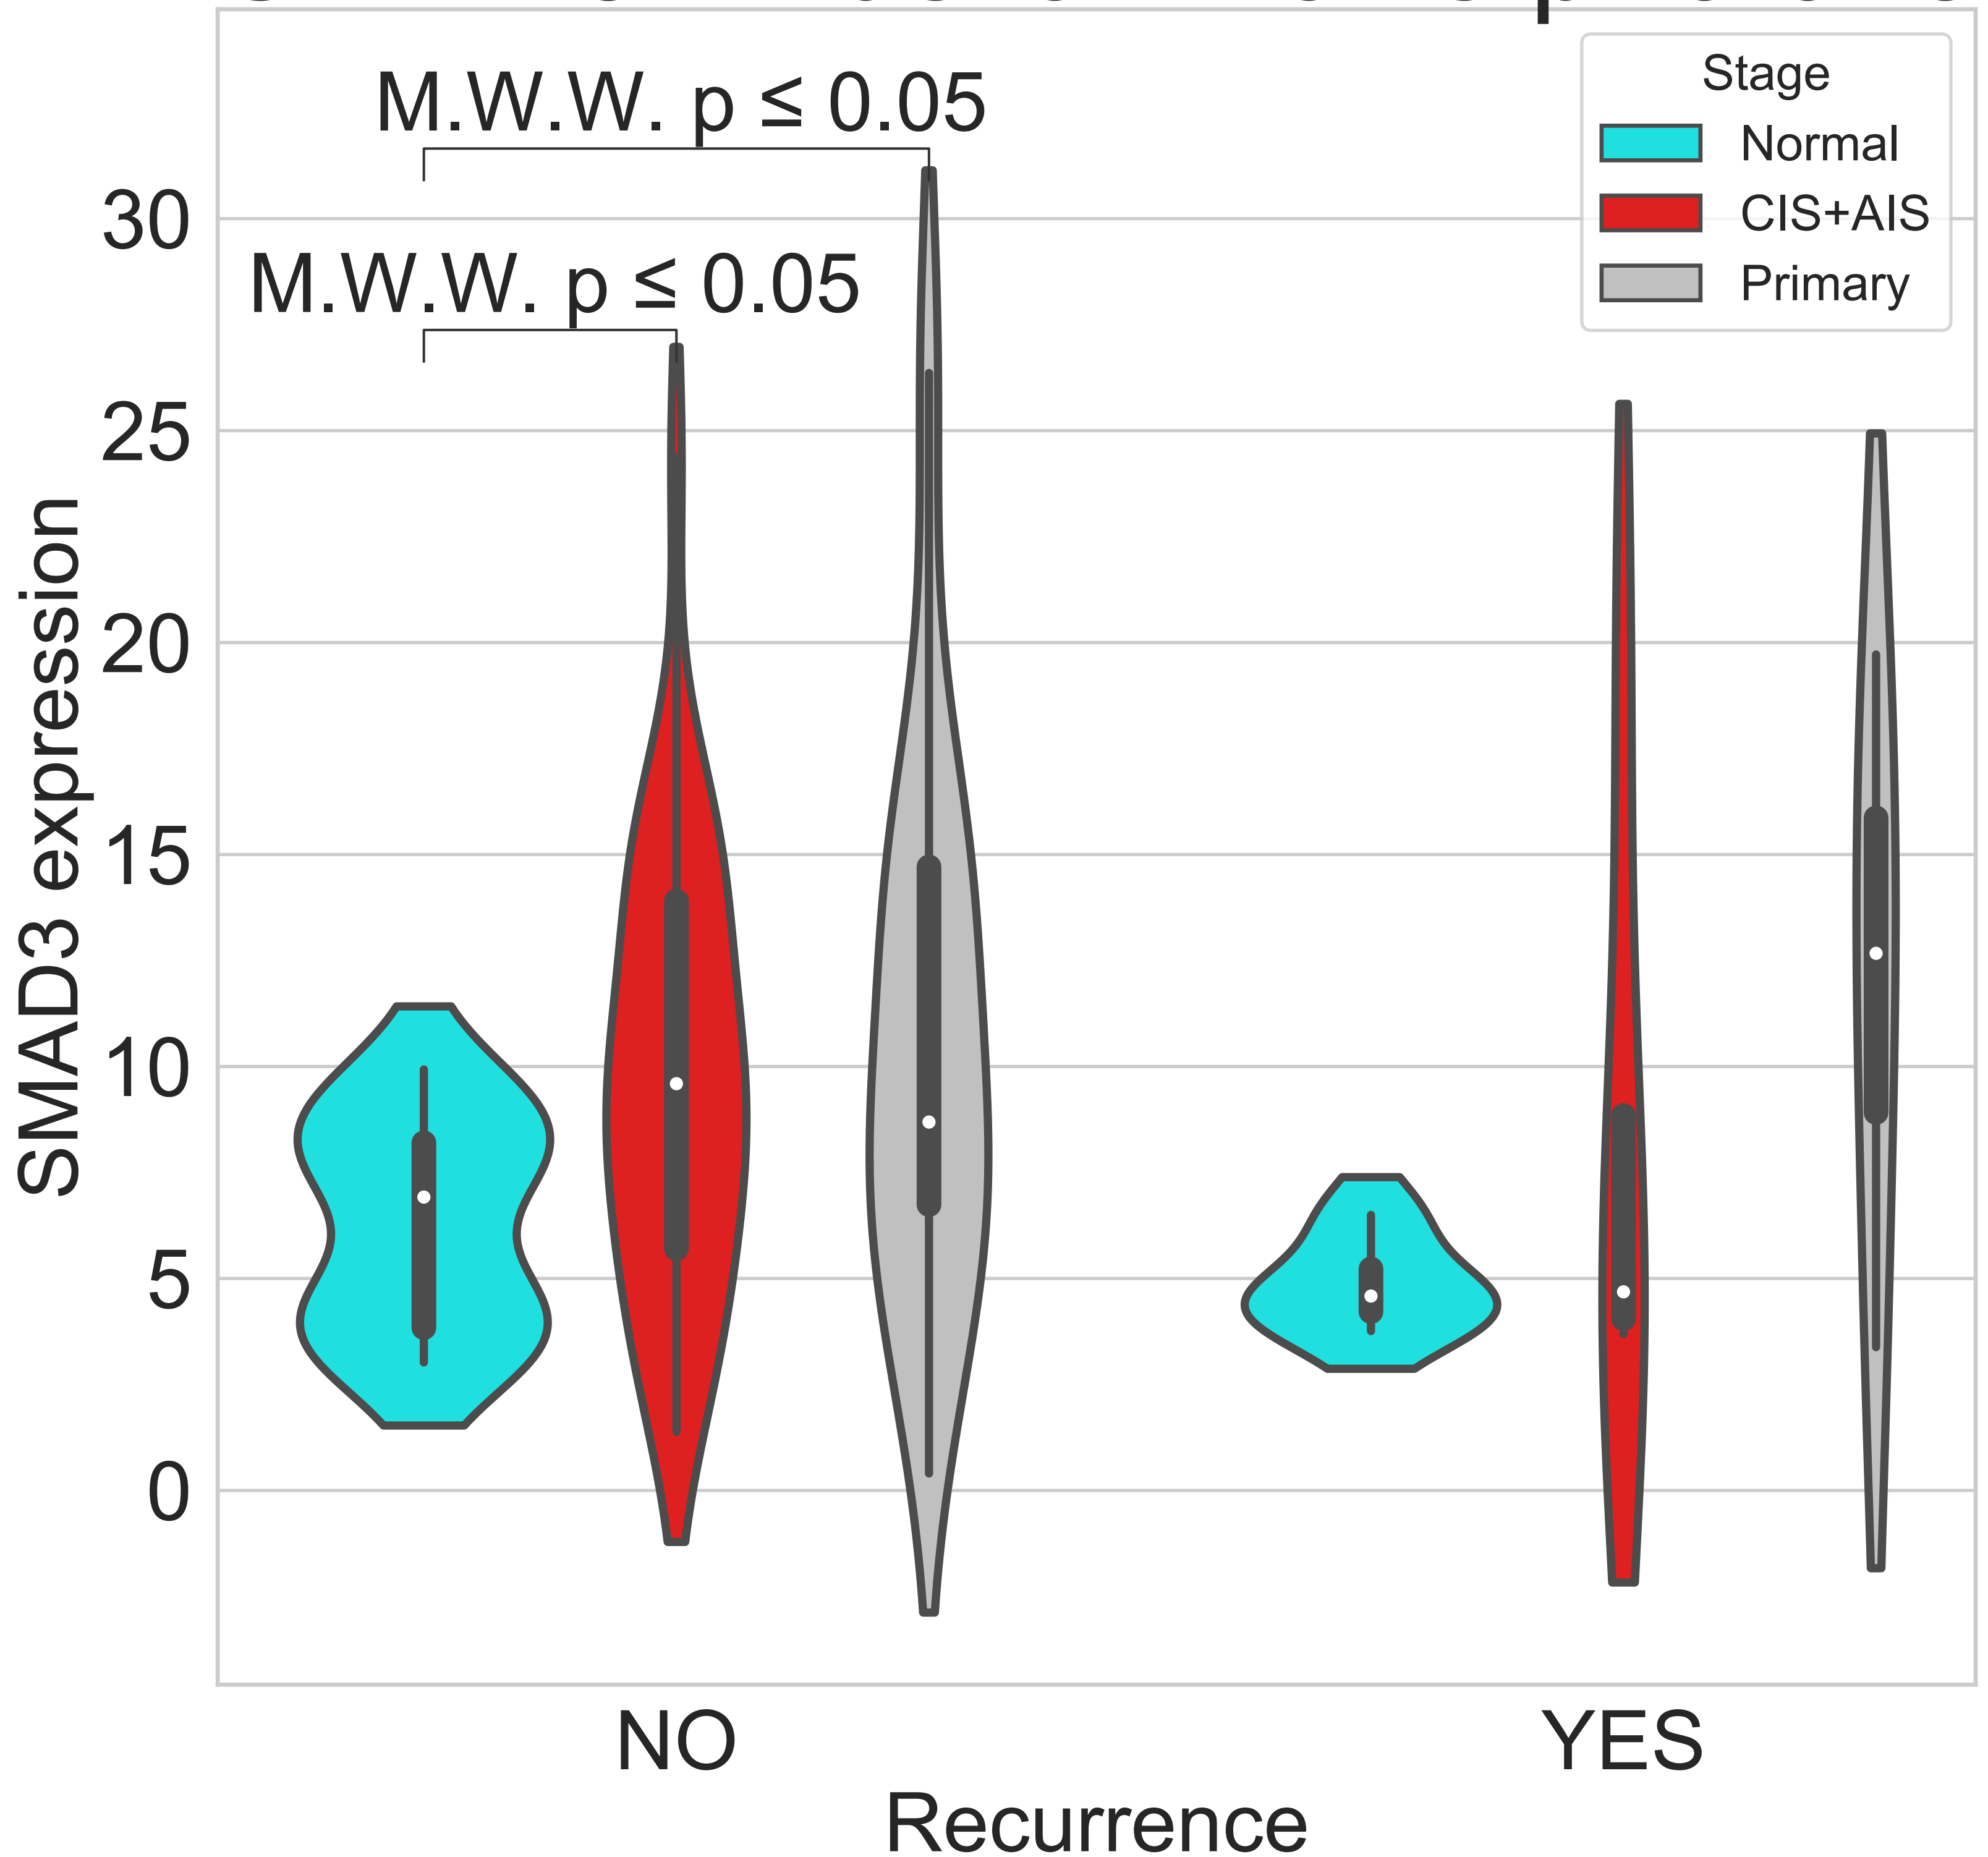 M.W.W. p ≤ 0.05
M.W.W. p ≤ 0.05
Stage
Normal
CIS+AIS
Primary
SMAD3 expression
30
25
20
15
10
5
0
NO
YES
Recurrence